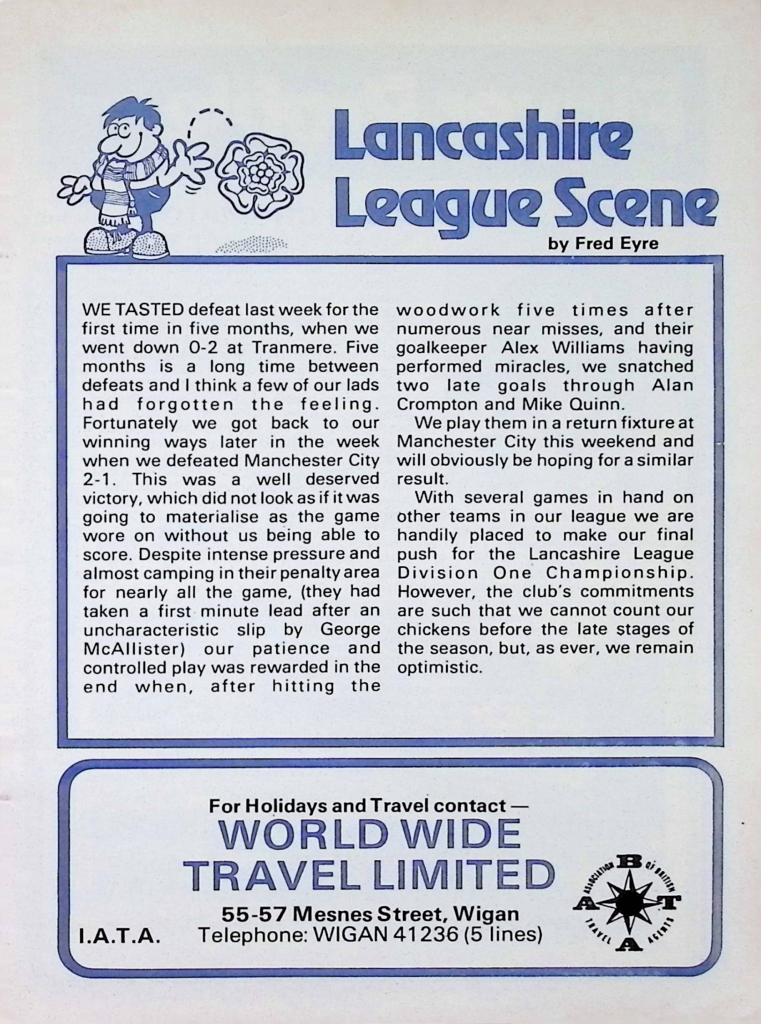 Lancashire
League Scene
by Fred Eyre
WE TASTED defeat last week for the
first time in five months, when we
went down 0-2 at Tranmere. Five
months is a long time between
defeats and I think a few of our lads
had forgotten the feeling.
Fortunately we got back to our
winning ways later in the week
when we defeated Manchester City
2-1. This was a well deserved
victory, which did not look as if it was
going to materialise as the game
wore on without us being able to
score. Despite intense pressure and
almost camping in their penalty area
for nearly all the game, (they had
taken a first minute lead after an
uncharacteristic slip by George
McAllister) our patience and
controlled play was rewarded in the
end when, after hitting the
woodwork five times after
numerous near misses, and their
goalkeeper Alex Williams having
performed miracles, we snatched
two late goals through Alan
Crompton and Mike Quinn.
We play them in a return fixture at
Manchester City this weekend and
will obviously be hoping for a similar
result.
With several games in hand on
other teams in our league we are
handily placed to make our final
push for the Lancashire League
Division One Championship.
However, the club's commitments
are such that we cannot count our
chickens before the late stages of
the season, but, as ever, we remain
optimistic.
For Holidays and Travel contact —
WORLD WIDE
TRAVEL LIMITED
55-57 Mesnes Street, Wigan
I.A.T.A. Telephone: WIGAN 41236 (5 lines)
ABTA
ASSOCIATION OF BRITISH
TRAVEL AGENTS